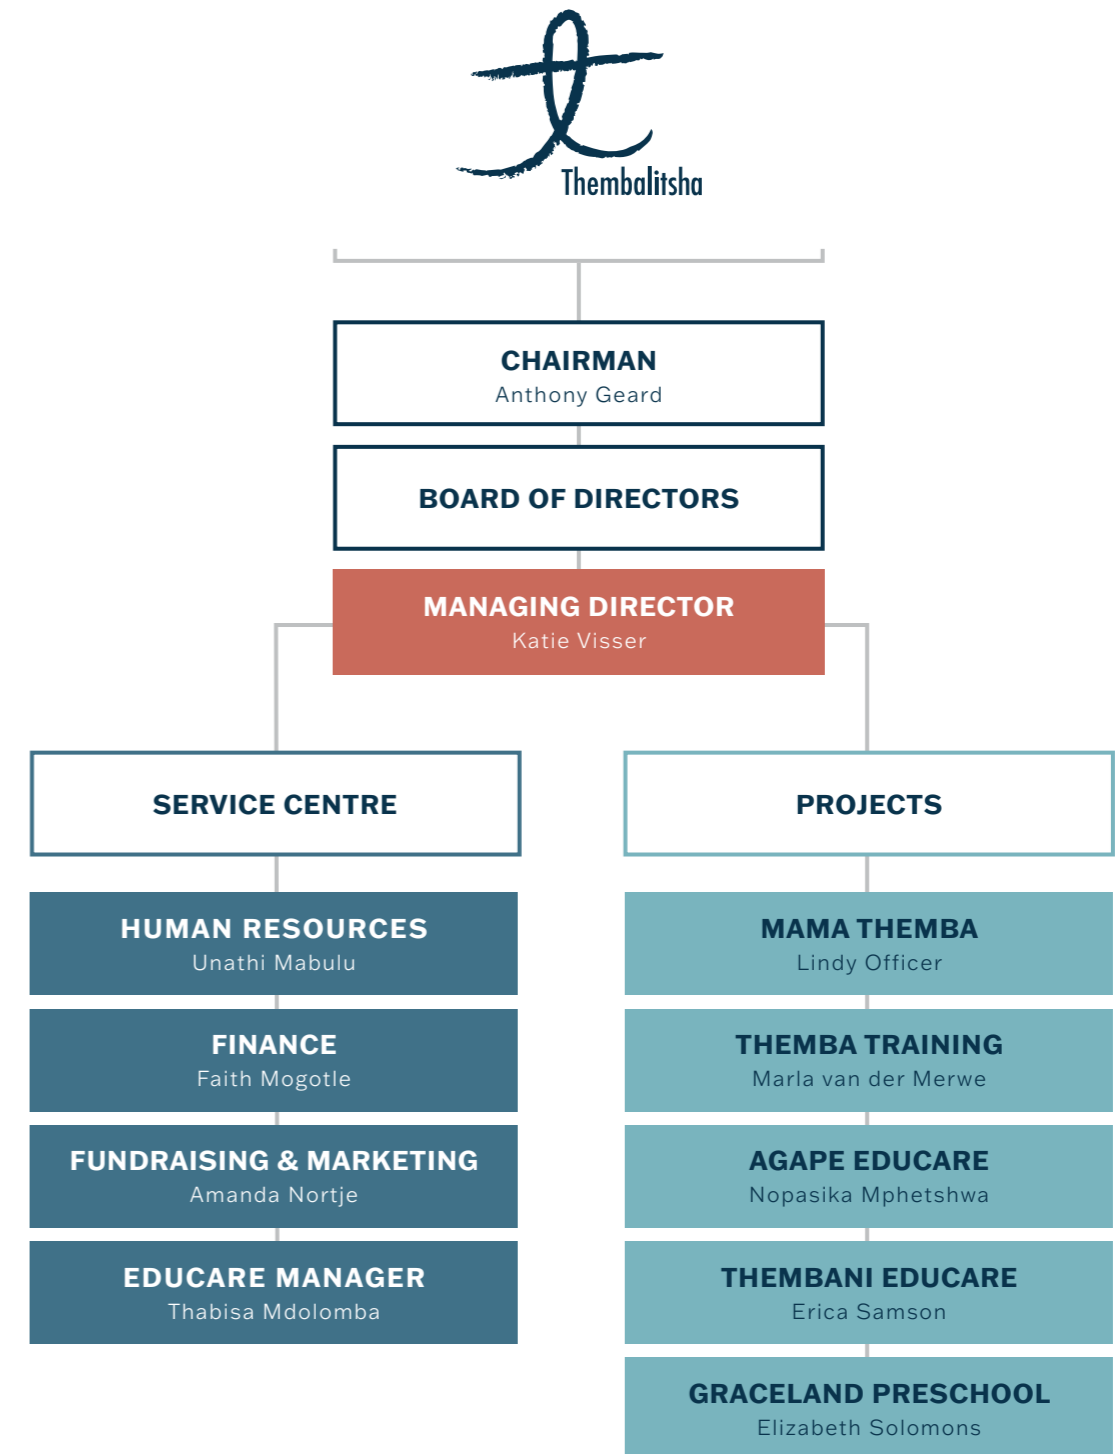 Thembalitsha
CHAIRMAN
Anthony Geard
BOARD OF DIRECTORS
MANAGING DIRECTOR
Katie Visser
SERVICE CENTRE
HUMAN RESOURCES
Unathi Mabulu
FINANCE
Faith Mogotle
FUNDRAISING & MARKETING
Amanda Nortje
EDUCARE MANAGER
Thabisa Mdolomba
PROJECTS
MAMA THEMBA
Lindy Officer
THEMBA TRAINING
Marla van der Merwe
AGAPE EDUCARE
Nopasika Mphetshwa
THEMBANI EDUCARE
Erica Samson
GRACELAND PRESCHOOL
Elizabeth Solomons